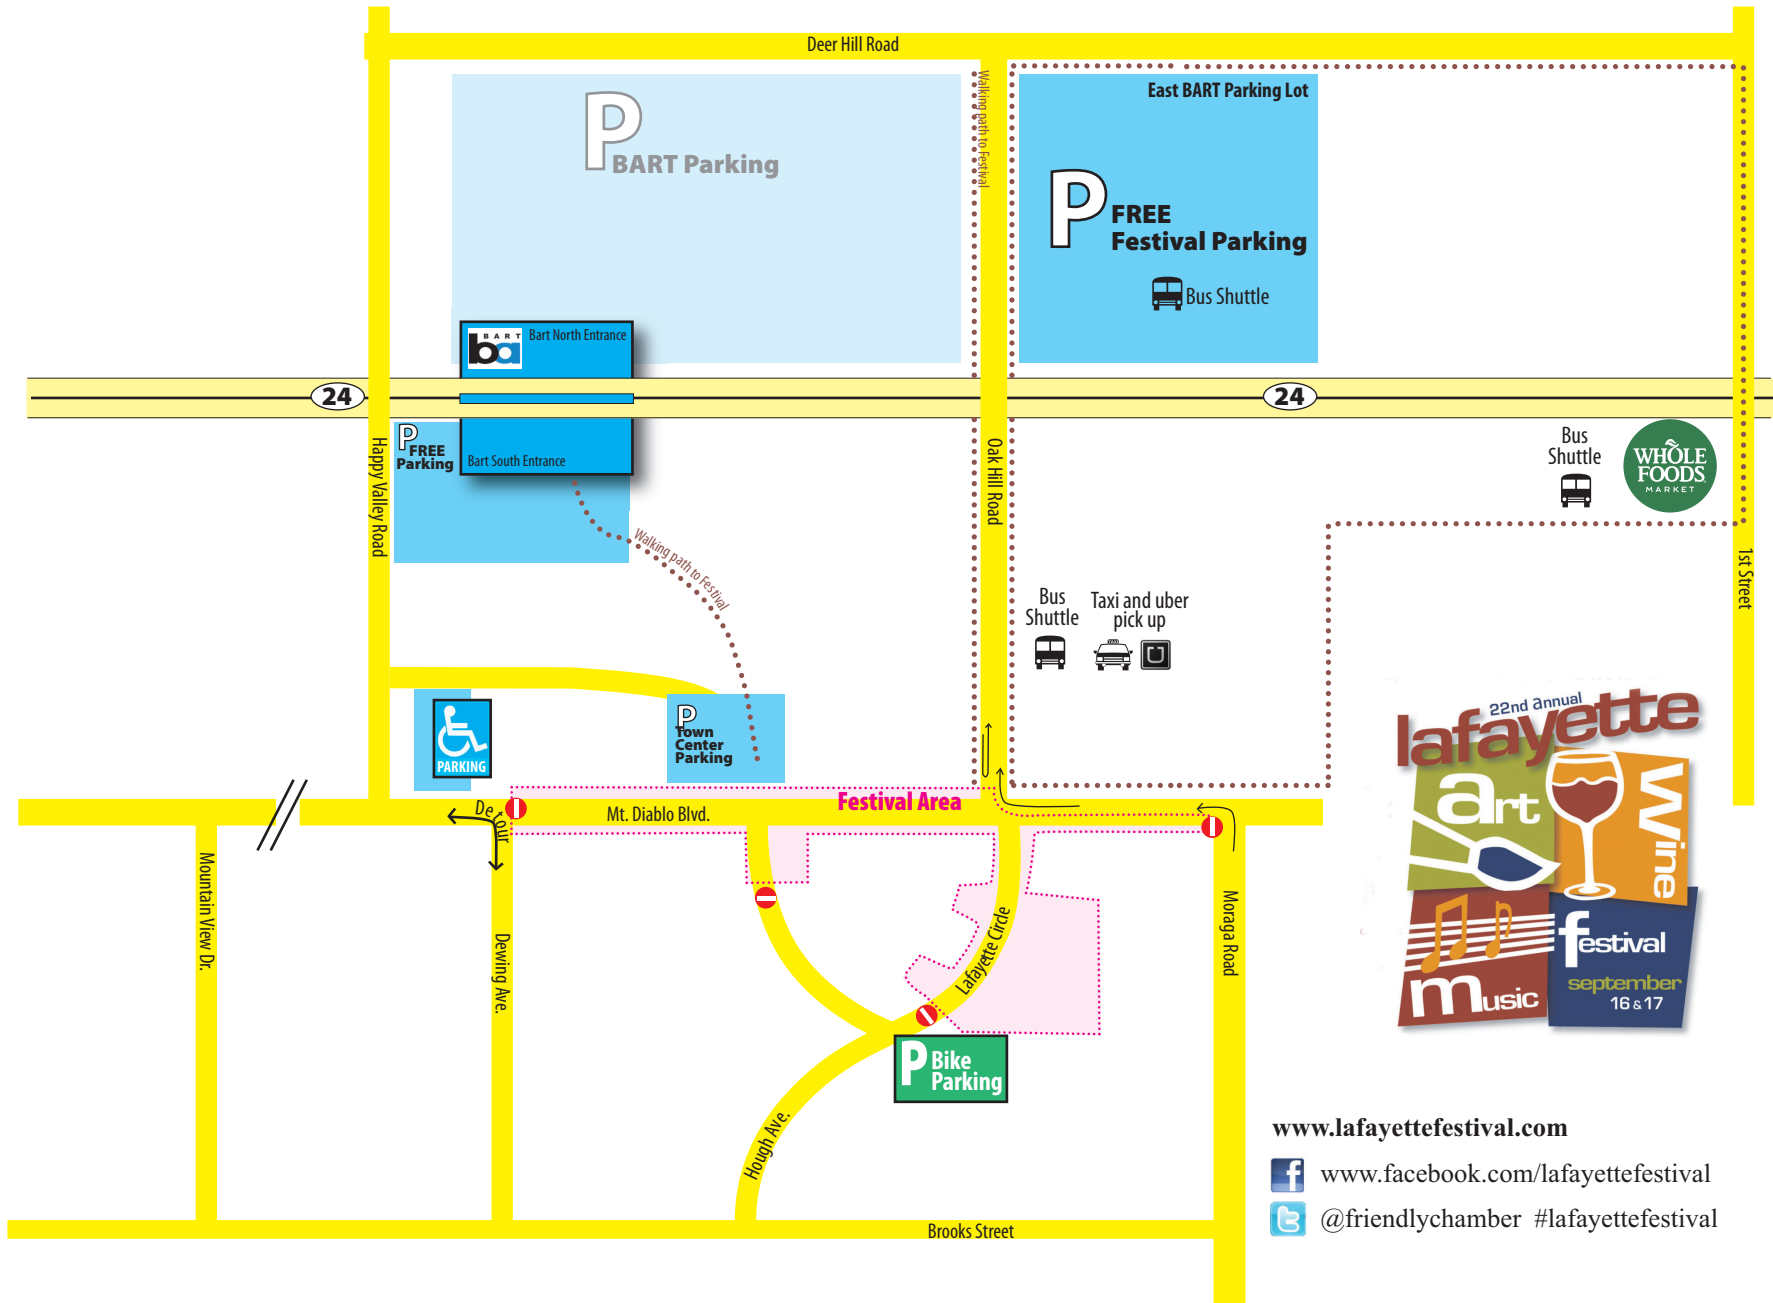 Deer Hill Road
P
BART Parking
Walking path to Festival
East BART Parking Lot
P
FREE
Festival Parking
Bus Shuttle
BART
ba
Bart North Entrance
24
24
Bart South Entrance
P
FREE
Parking
Happy Valley Road
Oak Hill Road
Bus
Shuttle
WHOLE
FOODS
MARKET
Walking path to Festival
1st Street
Bus
Shuttle
Taxi and uber
pick up
U
P
Town
Center
Parking
PARKING
Detour
Mt. Diablo Blvd.
Festival Area
22nd annual
lafayette
art
wine
music
festival
september
16 & 17
Mountain View Dr.
Dewing Ave.
Lafayette Circle
Moraga Road
P
Bike
Parking
Hough Ave.
Brooks Street
www.lafayettefestival.com
f
www.facebook.com/lafayettefestival
t
@friendlychamber #lafayettefestival